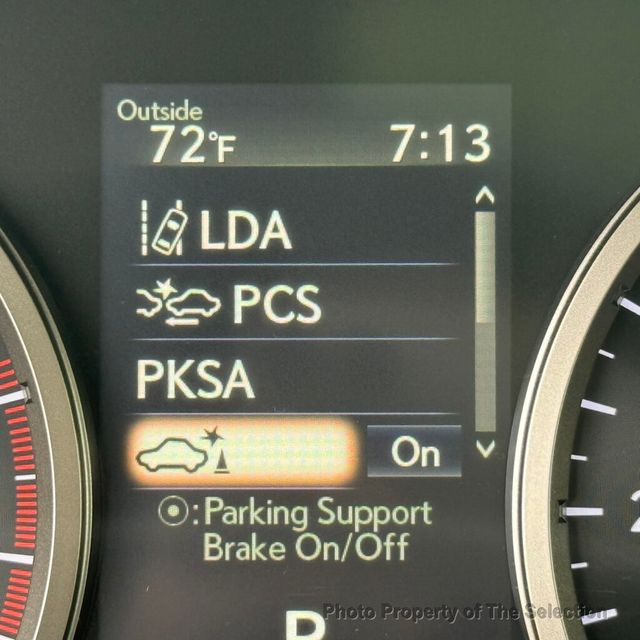 Outside
72°F 7:13
LDA
PCS
PKSA
On
: Parking Support
Brake On/Off
P
Photo Property of The Selection